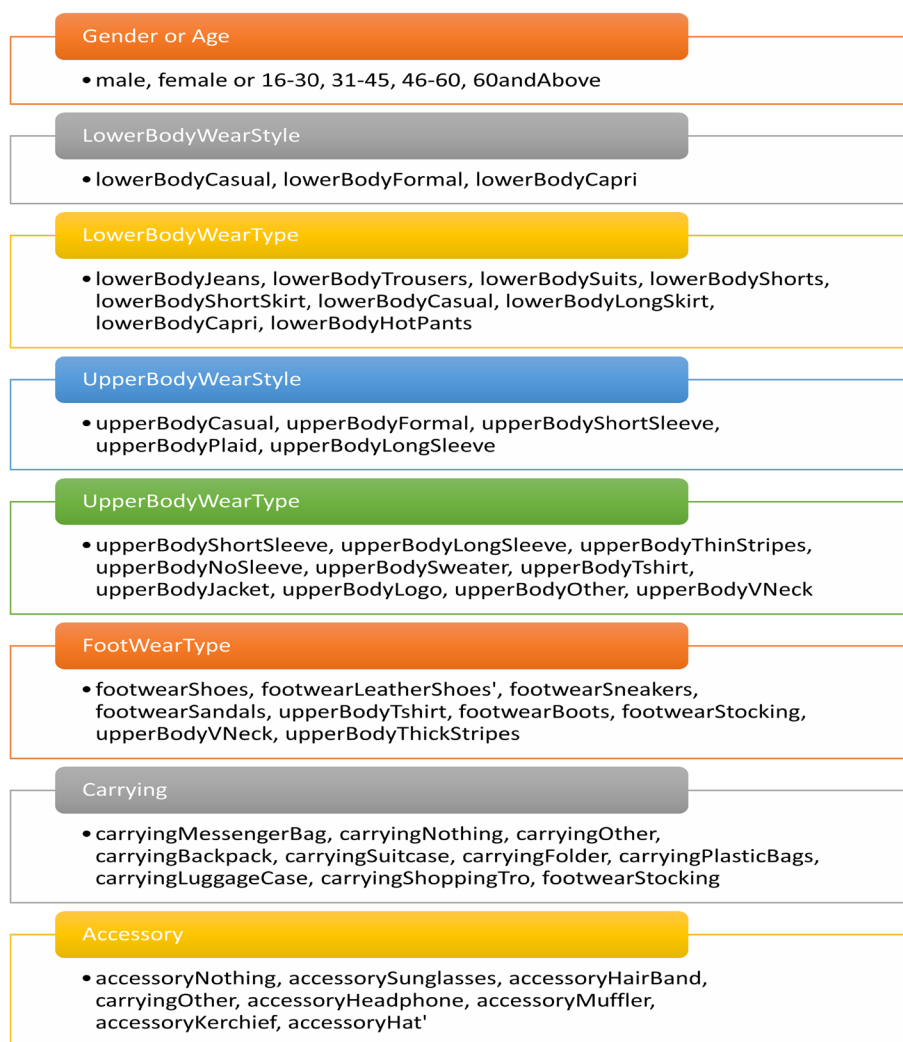 Gender or Age
•male, female or 16-30, 31-45, 46-60, 60andAbove
LowerBodyWearStyle
•lowerBodyCasual, lowerBodyFormal, lowerBodyCapri
LowerBodyWearType
•lowerBodyJeans, lowerBodyTrousers, lowerBodySuits, lowerBodyShorts,
lowerBodyShortSkirt, lowerBodyCasual, lowerBodyLongSkirt,
lowerBodyCapri, lowerBodyHotPants
UpperBodyWearStyle
•upperBodyCasual, upperBodyFormal, upperBodyShortSleeve,
upperBodyPlaid, upperBodyLongSleeve
UpperBodyWearType
•upperBodyShortSleeve, upperBodyLongSleeve, upperBodyThinStripes,
upperBodyNoSleeve, upperBodySweater, upperBodyTshirt,
upperBodyJacket, upperBodyLogo, upperBodyOther, upperBodyVNeck
FootWearType
•footwearShoes, footwearLeatherShoes', footwearSneakers,
footwearSandals, upperBodyTshirt, footwearBoots, footwearStocking,
upperBodyVNeck, upperBodyThickStripes
Carrying
•carryingMessengerBag, carryingNothing, carryingOther,
carryingBackpack, carryingSuitcase, carryingFolder, carryingPlasticBags,
carryingLuggageCase, carryingShoppingTro, footwearStocking
Accessory
•accessoryNothing, accessorySunglasses, accessoryHairBand,
carryingOther, accessoryHeadphone, accessoryMuffler,
accessoryKerchief, accessoryHat'